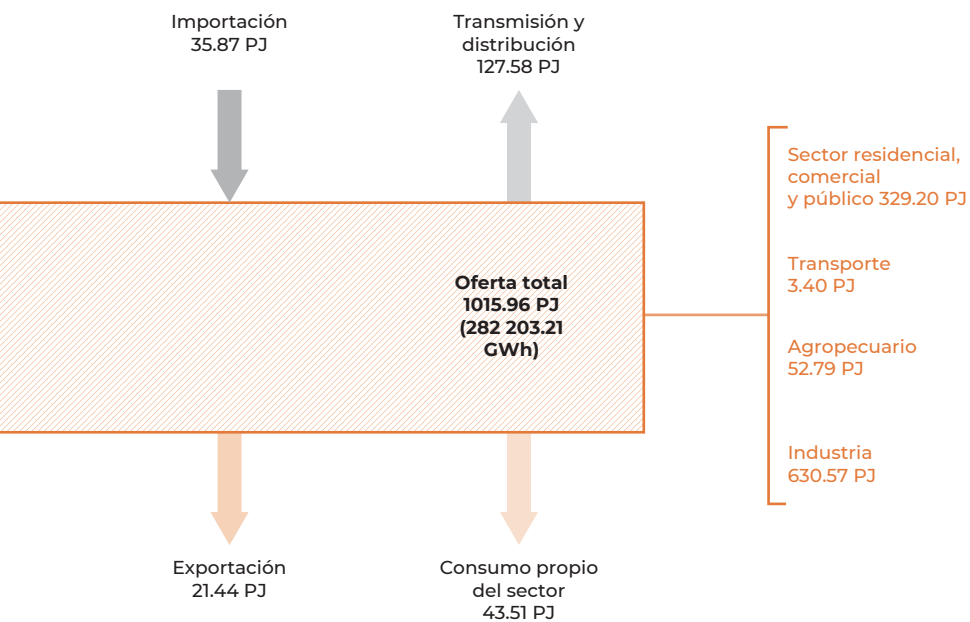 Importación
35.87 PJ
Transmisión y
distribución
127.58 PJ
Sector residencial,
comercial
y público 329.20 PJ
Transporte
3.40 PJ
Agropecuario
52.79 PJ
Industria
630.57 PJ
Oferta total
1015.96 PJ
(282 203.21
GWh)
Exportación
21.44 PJ
Consumo propio
del sector
43.51 PJ